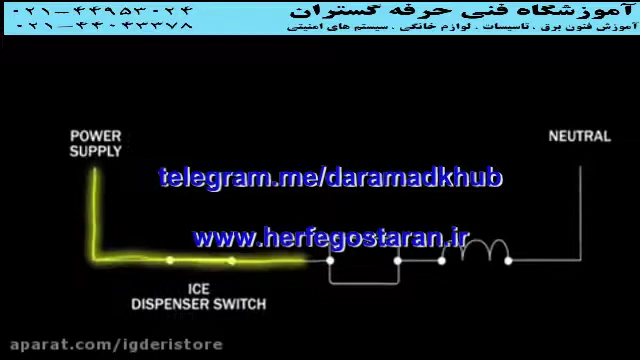 آموزشگاه فنی حرفه گستران
۰۲۱–۴۴۹۵۳۰۲۴
آموزش فنون برق . تاسیسات . لوازم خانگی . سیستم های امنیتی
۰۲۱–۴۴۰۴۳۳۷۸
POWER
SUPPLY
NEUTRAL
telegram.me/daramadkhub
www.herfegostaran.ir
ICE
DISPENSER SWITCH
aparat.com/igderistore